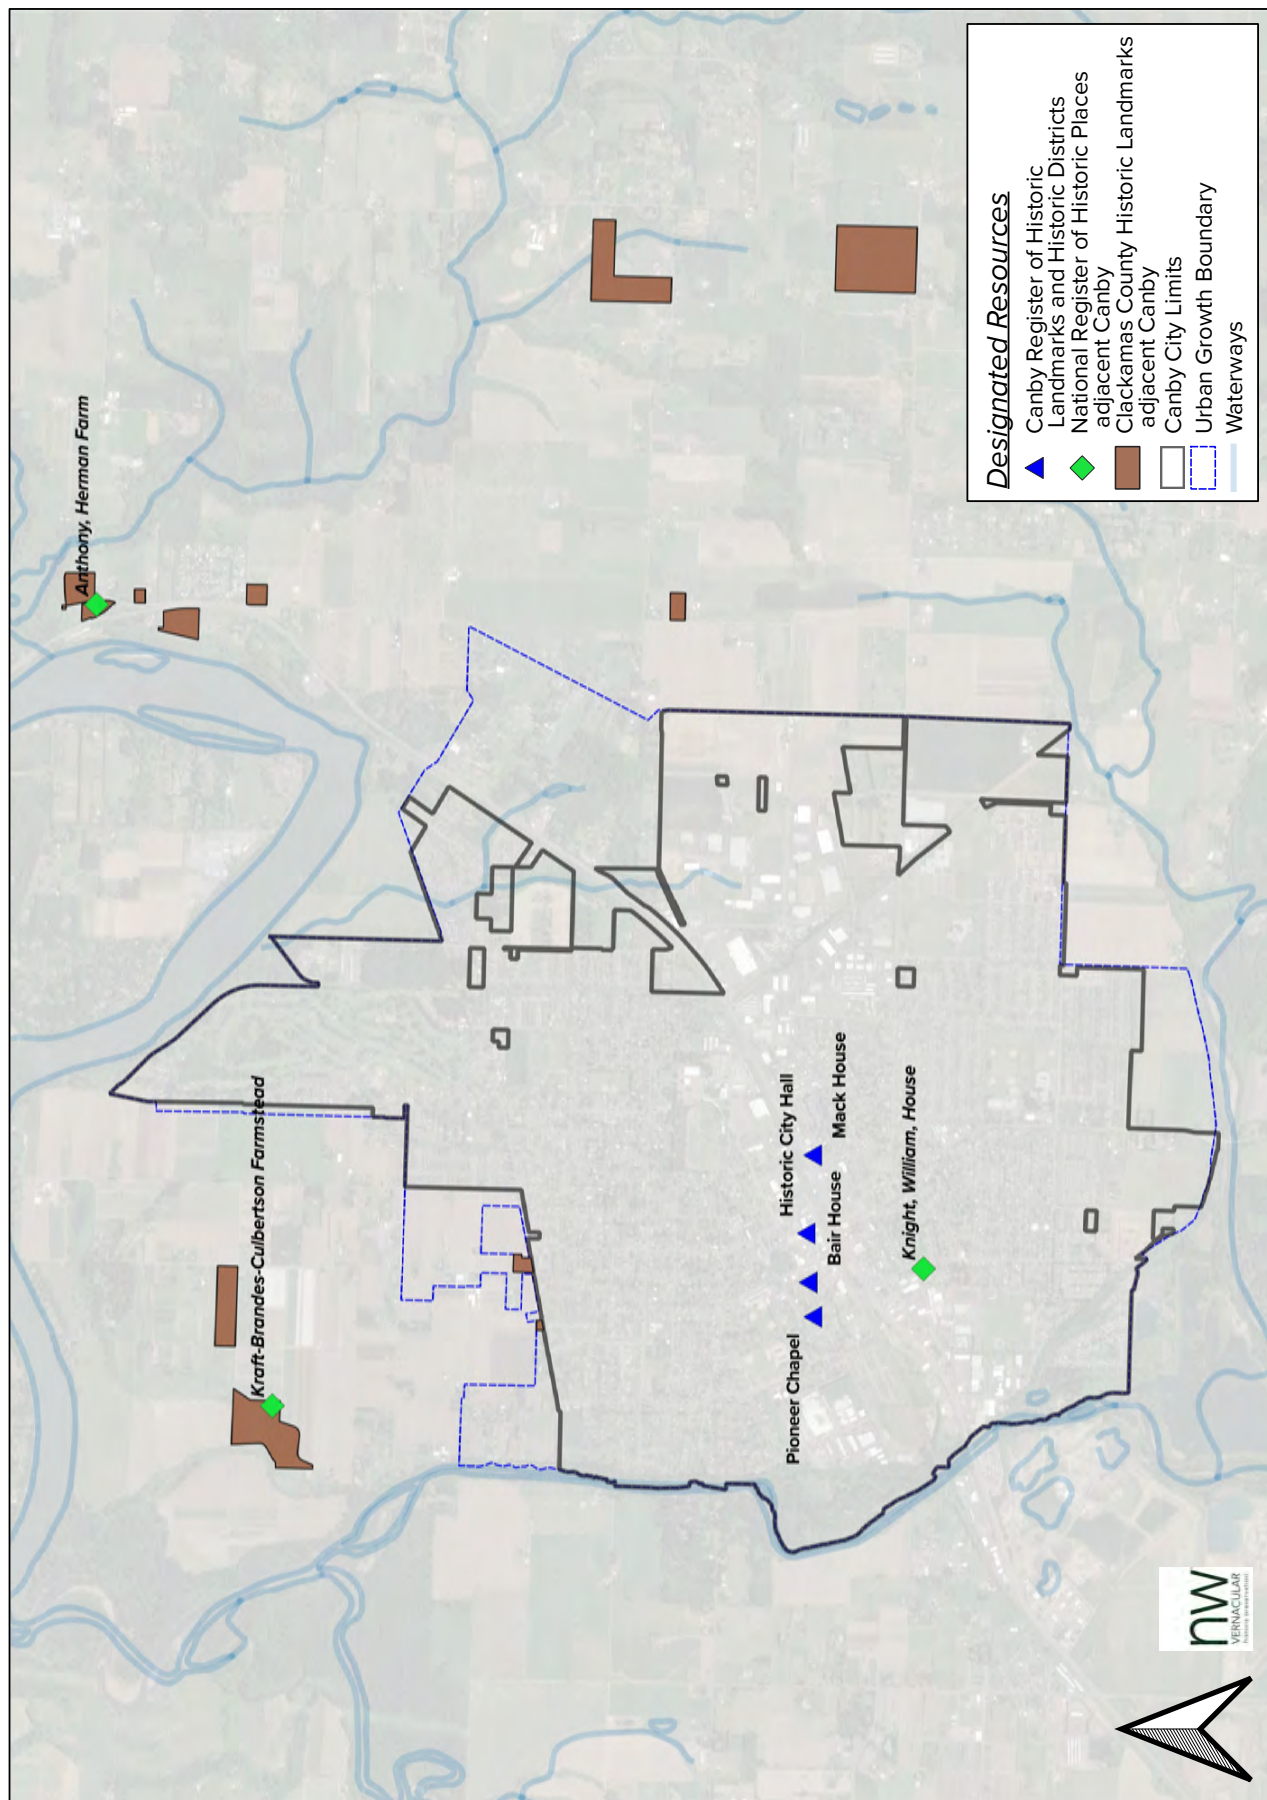 Anthony, Herman Farm
Kraft-Brandes-Culbertson Farmstead
Historic City Hall
Mack House
Bair House
Pioneer Chapel
Knight, William, House
Designated Resources
Canby Register of Historic
Landmarks and Historic Districts
National Register of Historic Places
adjacent Canby
Clackamas County Historic Landmarks
adjacent Canby
Canby City Limits
Urban Growth Boundary
Waterways
nw
VERNACULAR